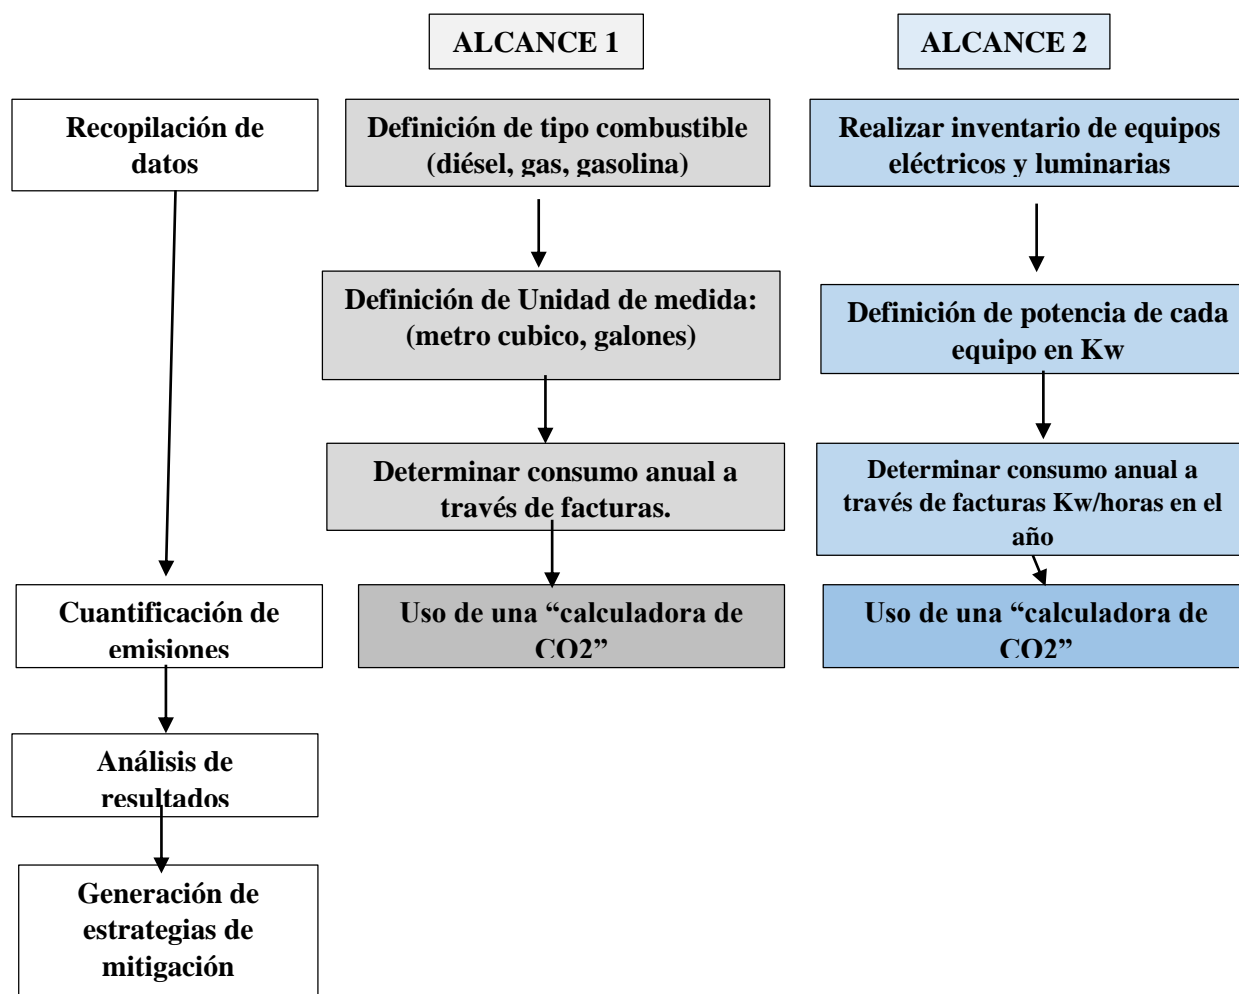 ALCANCE 1
ALCANCE 2
Recopilación de
datos
Definición de tipo combustible
(diésel, gas, gasolina)
Realizar inventario de equipos
eléctricos y luminarias
Definición de Unidad de medida:
(metro cubico, galones)
Definición de potencia de cada
equipo en Kw
Determinar consumo anual a
través de facturas.
Determinar consumo anual a
través de facturas Kw/horas en el
año
Cuantificación de
emisiones
Uso de una “calculadora de
CO2”
Uso de una “calculadora de
CO2”
Análisis de
resultados
Generación de
estrategias de
mitigación